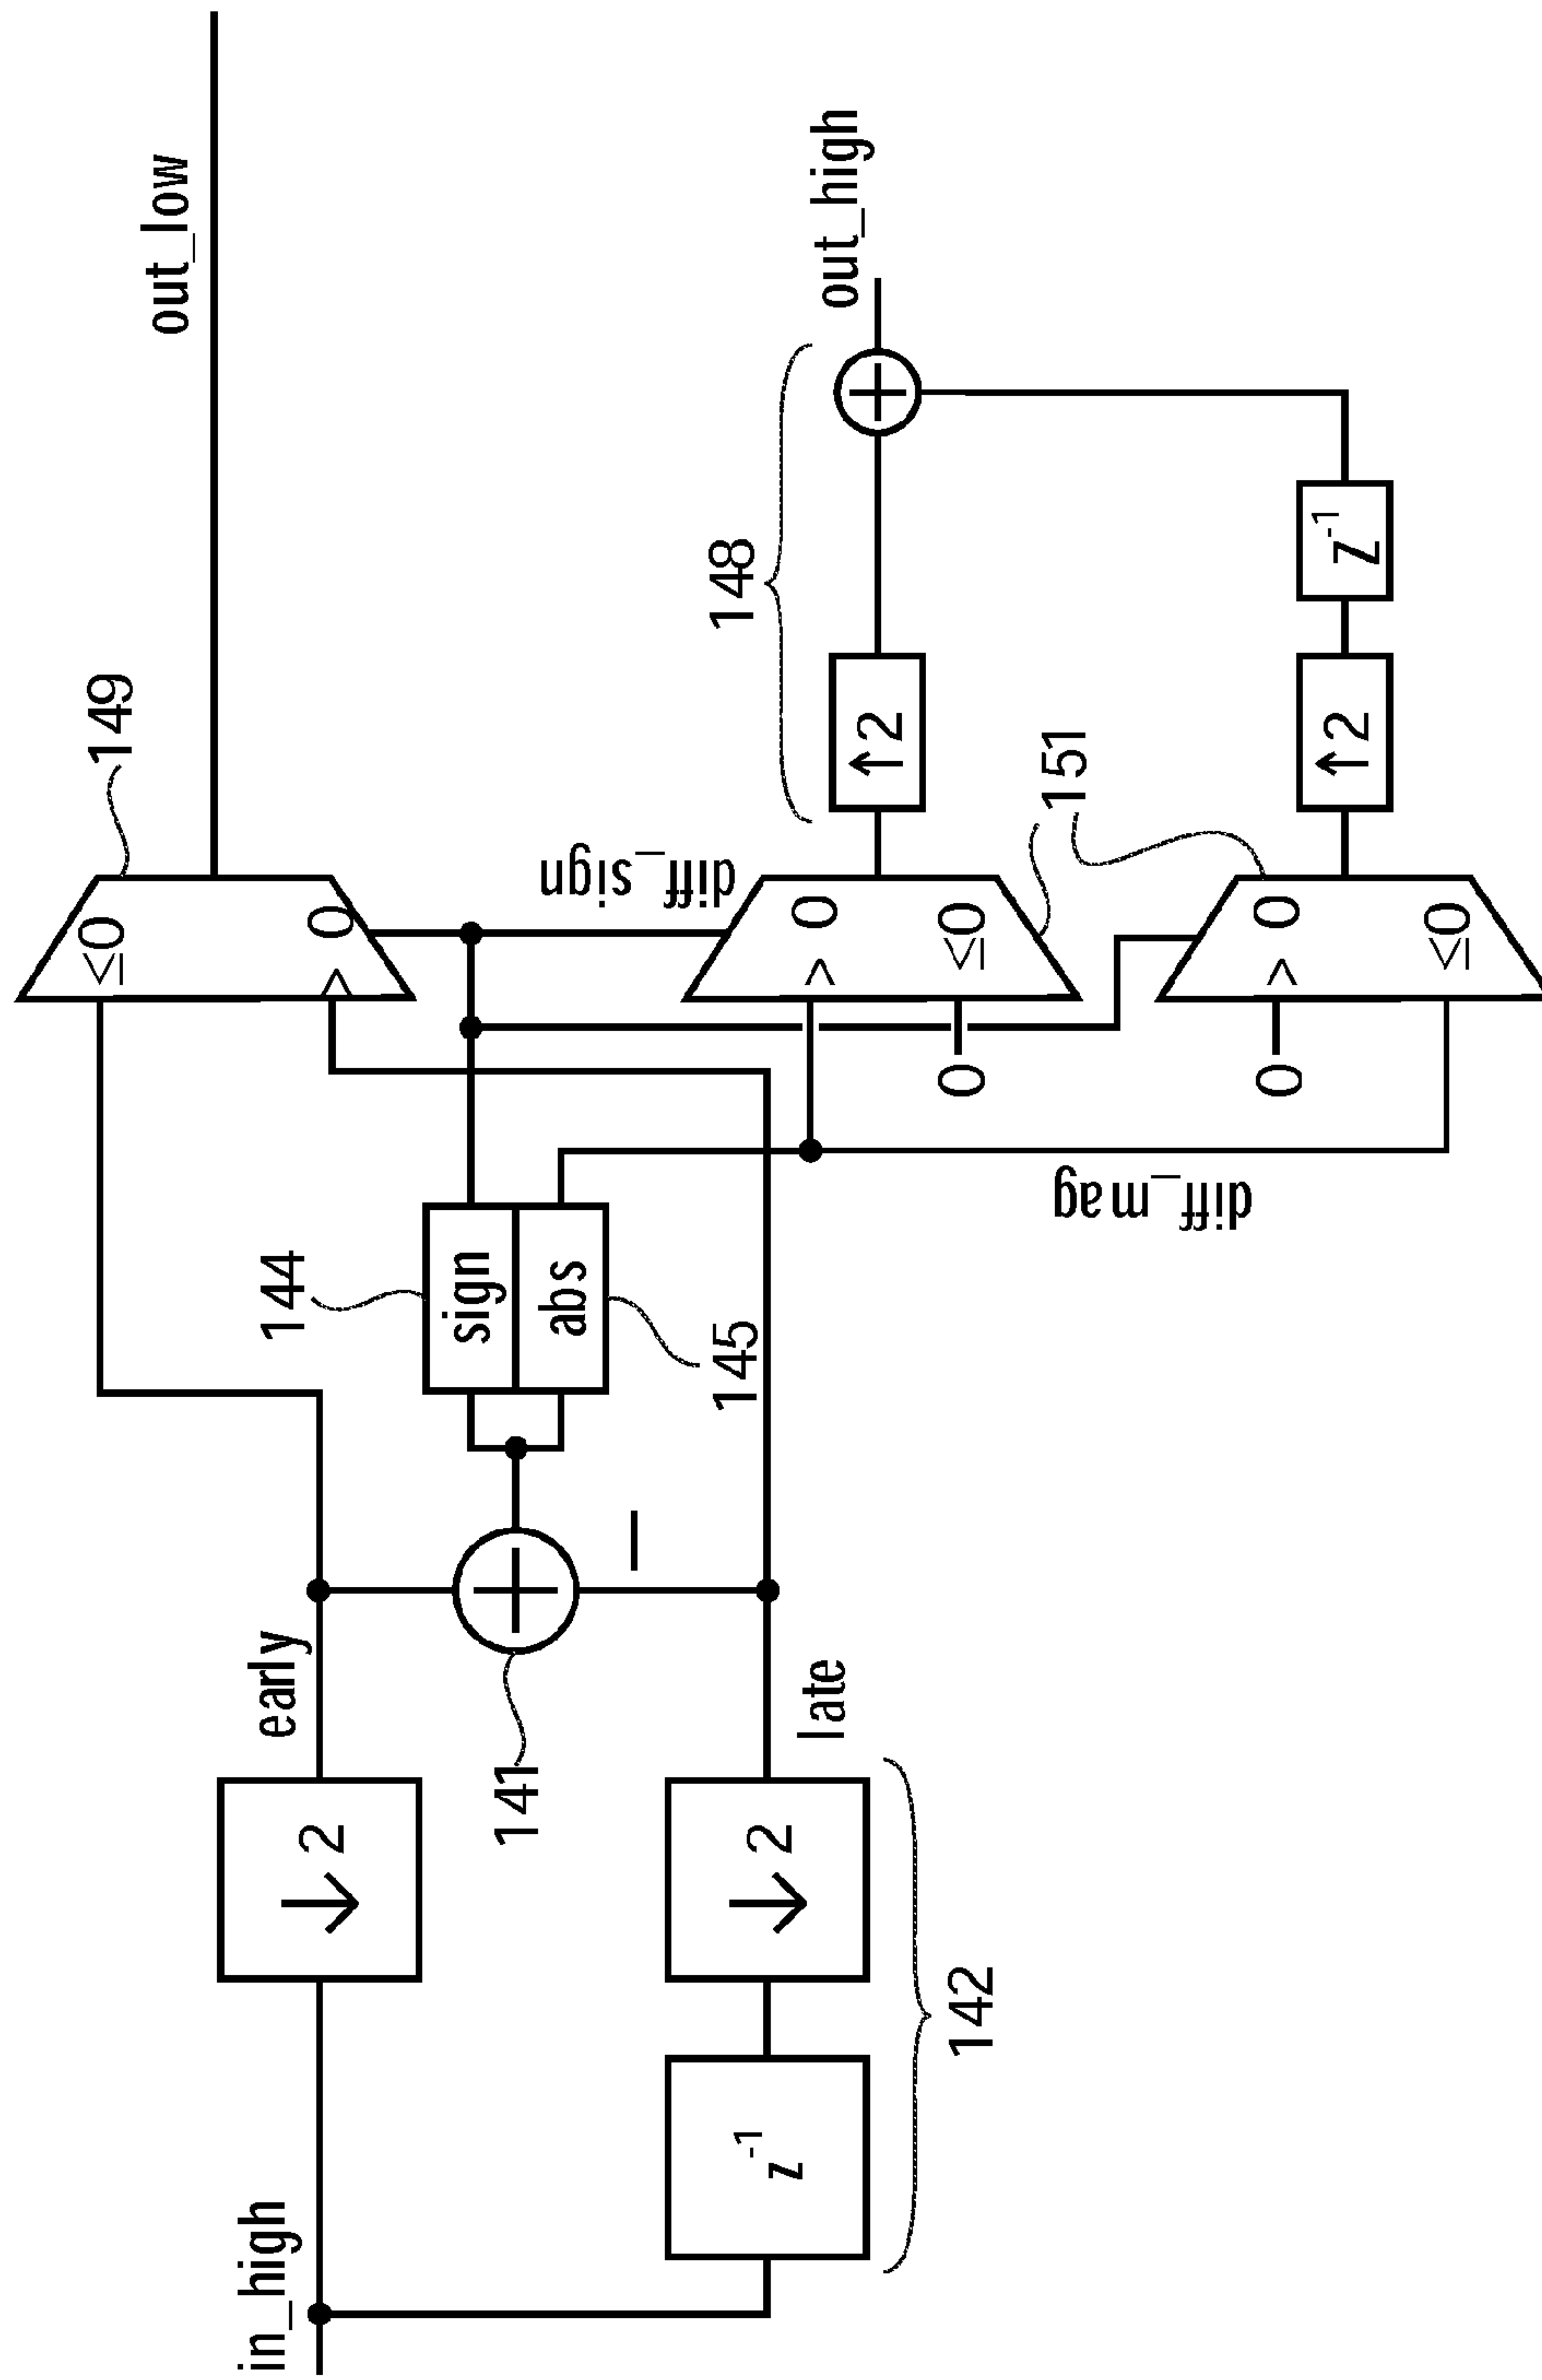 in_high
z-1
↓2
↓2
142
early
late
141
—
sign
abs
144
145
diff_sign
diff_mag
≤0
> 0
149
out_low
> 0
≤0
0
> 0
≤0
0
151
↑2
↑2
z-1
148
out_high